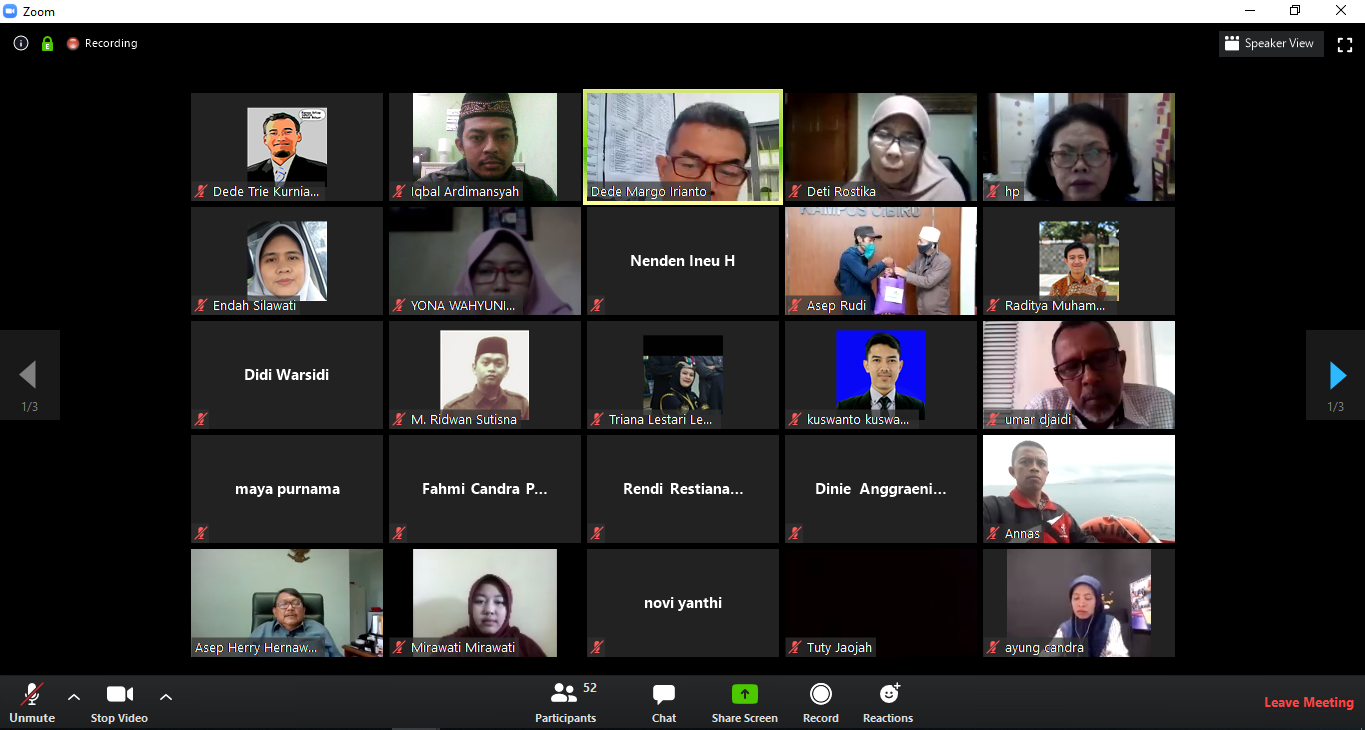 Zoom
Recording
Speaker View
Dede Trie Kurnia...
Iqbal Ardimansyah
Dede Margo Irianto
Deti Rostika
hp
Endah Silawati
YONA WAHYUNI...
Nenden Ineu H
KAMPUS CIBIRU
Asep Rudi
Raditya Muham...
Didi Warsidi
M. Ridwan Sutisna
Triana Lestari Le...
kuswanto kuswa...
umar djaidi
1/3
1/3
maya purnama
Fahmi Candra P...
Rendi Restiana...
Dinie Anggraeni...
Annas
Asep Herry Hernaw...
Mirawati Mirawati
novi yanthi
Tuty Jaojah
ayung candra
52
Unmute
Stop Video
Participants
Chat
Share Screen
Record
Reactions
Leave Meeting